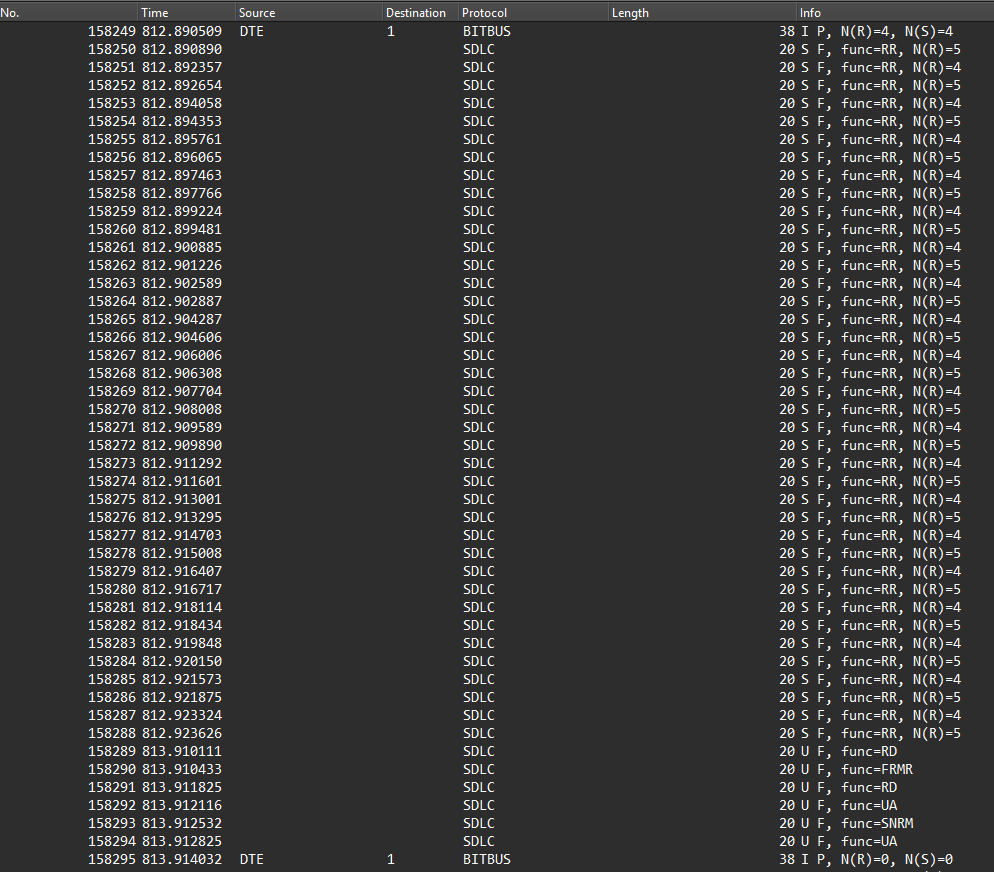 No. Time Source Destination Protocol Length Info
158249 812.890509 DTE 1 BITBUS 38 I P, N(R)=4, N(S)=4
158250 812.890890 SDLC 20 S F, func=RR, N(R)=5
158251 812.892357 SDLC 20 S F, func=RR, N(R)=4
158252 812.892654 SDLC 20 S F, func=RR, N(R)=5
158253 812.894058 SDLC 20 S F, func=RR, N(R)=4
158254 812.894353 SDLC 20 S F, func=RR, N(R)=5
158255 812.895761 SDLC 20 S F, func=RR, N(R)=4
158256 812.896065 SDLC 20 S F, func=RR, N(R)=5
158257 812.897463 SDLC 20 S F, func=RR, N(R)=4
158258 812.897766 SDLC 20 S F, func=RR, N(R)=5
158259 812.899224 SDLC 20 S F, func=RR, N(R)=4
158260 812.899481 SDLC 20 S F, func=RR, N(R)=5
158261 812.900885 SDLC 20 S F, func=RR, N(R)=4
158262 812.901226 SDLC 20 S F, func=RR, N(R)=5
158263 812.902589 SDLC 20 S F, func=RR, N(R)=4
158264 812.902887 SDLC 20 S F, func=RR, N(R)=5
158265 812.904287 SDLC 20 S F, func=RR, N(R)=4
158266 812.904606 SDLC 20 S F, func=RR, N(R)=5
158267 812.906006 SDLC 20 S F, func=RR, N(R)=4
158268 812.906308 SDLC 20 S F, func=RR, N(R)=5
158269 812.907704 SDLC 20 S F, func=RR, N(R)=4
158270 812.908008 SDLC 20 S F, func=RR, N(R)=5
158271 812.909589 SDLC 20 S F, func=RR, N(R)=4
158272 812.909890 SDLC 20 S F, func=RR, N(R)=5
158273 812.911292 SDLC 20 S F, func=RR, N(R)=4
158274 812.911601 SDLC 20 S F, func=RR, N(R)=5
158275 812.913001 SDLC 20 S F, func=RR, N(R)=4
158276 812.913295 SDLC 20 S F, func=RR, N(R)=5
158277 812.914703 SDLC 20 S F, func=RR, N(R)=4
158278 812.915008 SDLC 20 S F, func=RR, N(R)=5
158279 812.916407 SDLC 20 S F, func=RR, N(R)=4
158280 812.916717 SDLC 20 S F, func=RR, N(R)=5
158281 812.918114 SDLC 20 S F, func=RR, N(R)=4
158282 812.918434 SDLC 20 S F, func=RR, N(R)=5
158283 812.919848 SDLC 20 S F, func=RR, N(R)=4
158284 812.920150 SDLC 20 S F, func=RR, N(R)=5
158285 812.921573 SDLC 20 S F, func=RR, N(R)=4
158286 812.921875 SDLC 20 S F, func=RR, N(R)=5
158287 812.923324 SDLC 20 S F, func=RR, N(R)=4
158288 812.923626 SDLC 20 S F, func=RR, N(R)=5
158289 813.910111 SDLC 20 U F, func=RD
158290 813.910433 SDLC 20 U F, func=FRMR
158291 813.911825 SDLC 20 U F, func=RD
158292 813.912116 SDLC 20 U F, func=UA
158293 813.912532 SDLC 20 U F, func=SNRM
158294 813.912825 SDLC 20 U F, func=UA
158295 813.914032 DTE 1 BITBUS 38 I P, N(R)=0, N(S)=0